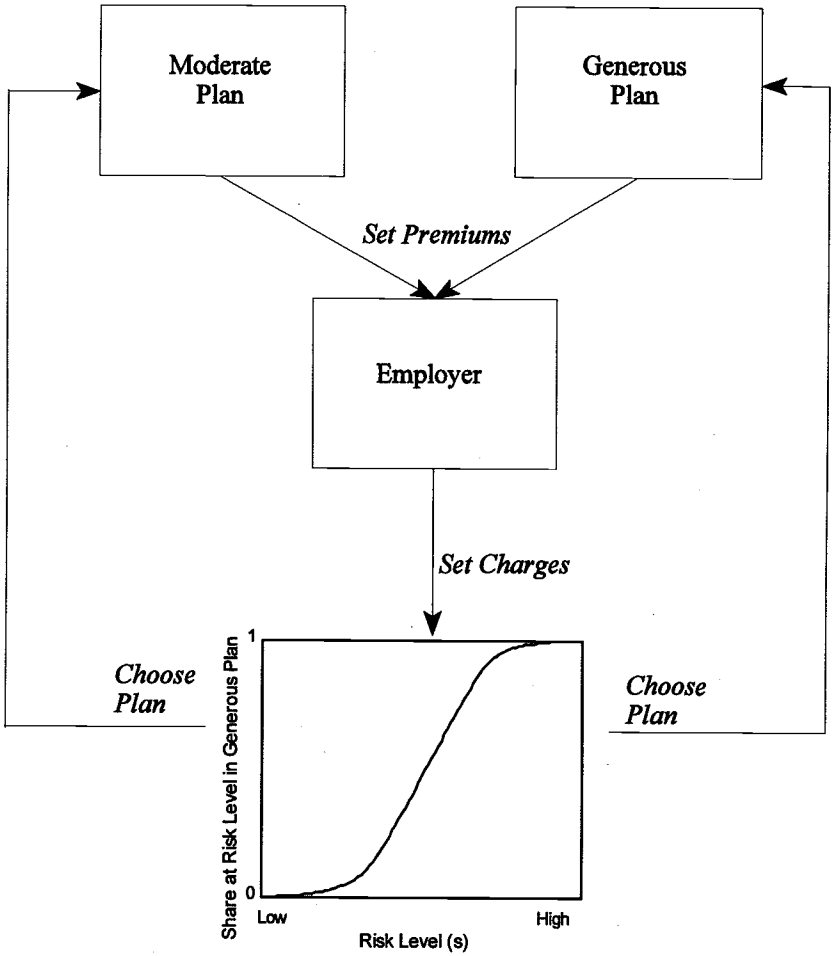 Moderate
Plan
Generous
Plan
Set Premiums
Employer
Set Charges
Choose
Plan
Choose
Plan
Share at Risk Level in Generous Plan
1
0
Low
High
Risk Level (s)